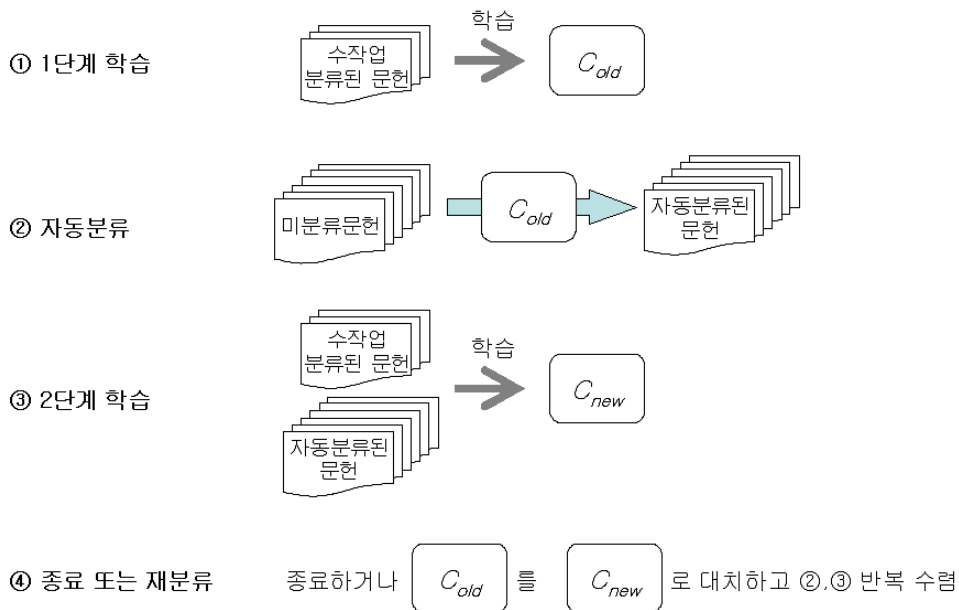 ① 1단계 학습
수작업
분류된 문헌
학습
C_old
② 자동분류
미분류문헌
C_old
자동분류된
문헌
③ 2단계 학습
수작업
분류된 문헌
자동분류된
문헌
학습
C_new
④ 종료 또는 재분류
종료하거나 C_old 를 C_new 로 대치하고 ②,③ 반복 수렴